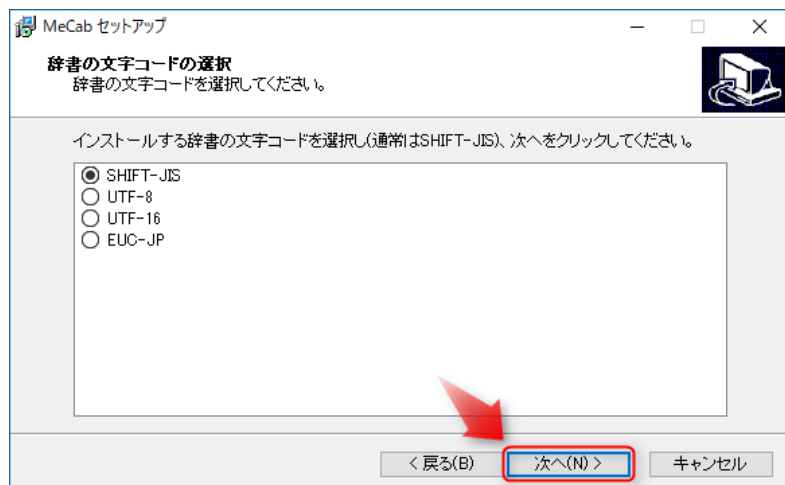 MeCab セットアップ
辞書の文字コードの選択
辞書の文字コードを選択してください。
インストールする辞書の文字コードを選択し(通常はSHIFT-JIS)、次へをクリックしてください。
SHIFT-JIS
UTF-8
UTF-16
EUC-JP
< 戻る(B) 次へ(N) > キャンセル